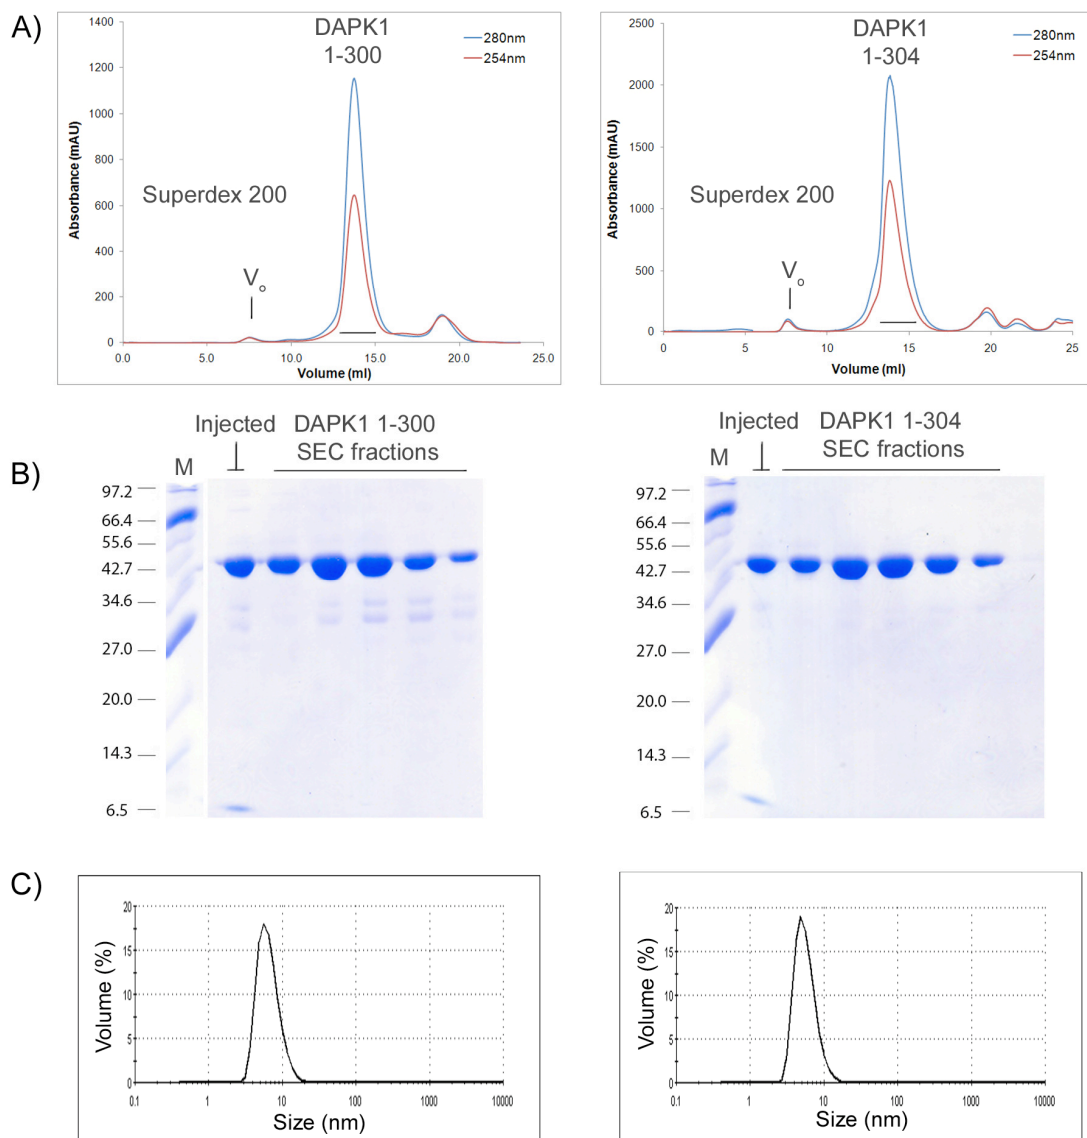 A)
DAPK1
1-300
280nm
254nm
Superdex 200
Vo
Absorbance (mAU)
1400
1200
1000
800
600
400
200
0
0.0 5.0 10.0 15.0 20.0 25.0
Volume (ml)
DAPK1
1-304
280nm
254nm
Superdex 200
Vo
Absorbance (mAU)
2500
2000
1500
1000
500
0
0 5 10 15 20 25
Volume (ml)
B)
Injected DAPK1 1-300
SEC fractions
M
97.2
66.4
55.6
42.7
34.6
27.0
20.0
14.3
6.5
Injected DAPK1 1-304
SEC fractions
M
97.2
66.4
55.6
42.7
34.6
27.0
20.0
14.3
6.5
C)
Volume (%)
20
15
10
5
0
0.1 1 10 100 1000 10000
Size (nm)
Volume (%)
20
15
10
5
0
0.1 1 10 100 1000 10000
Size (nm)